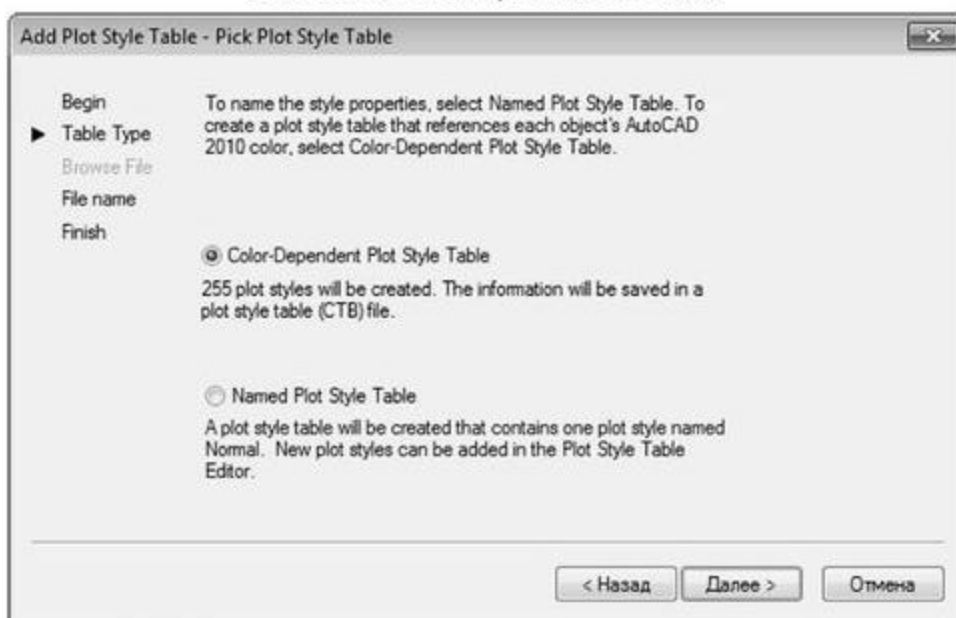 Add Plot Style Table - Pick Plot Style Table
Begin
Table Type
Browse File
File name
Finish
To name the style properties, select Named Plot Style Table. To
create a plot style table that references each object's AutoCAD
2010 color, select Color-Dependent Plot Style Table.
Color-Dependent Plot Style Table
255 plot styles will be created. The information will be saved in a
plot style table (CTB) file.
Named Plot Style Table
A plot style table will be created that contains one plot style named
Normal. New plot styles can be added in the Plot Style Table
Editor.
< Назад
Далее >
Отмена